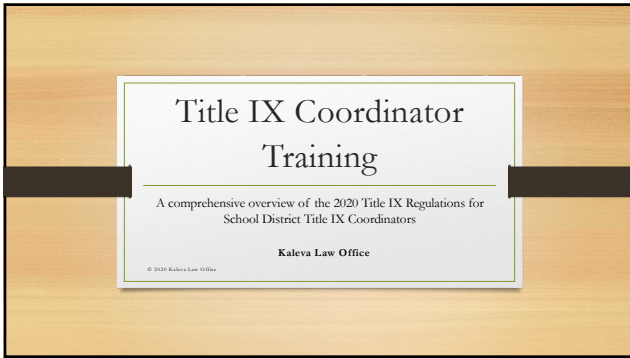 Title IX Coordinator
Training
A comprehensive overview of the 2020 Title IX Regulations for
School District Title IX Coordinators
Kaleva Law Office
© 2020 Kaleva Law Office